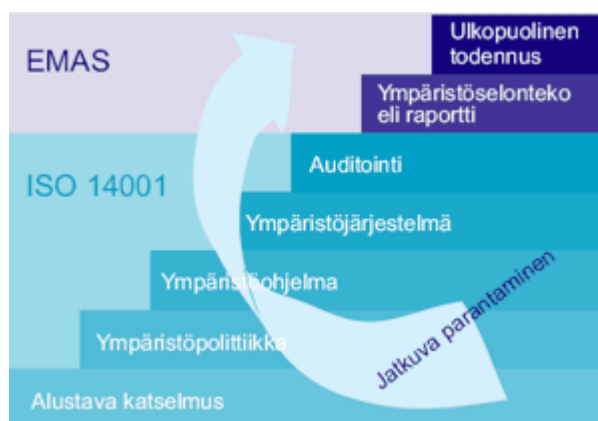 EMAS
Ulkopuolinen
todennus
Ympäristöselonteko
eli raportti
ISO 14001
Auditointi
Ympäristöjärjestelmä
Ympäristöohjelma
Ympäristöpolittiikka
Alustava katselmus
Jatkuva parantaminen